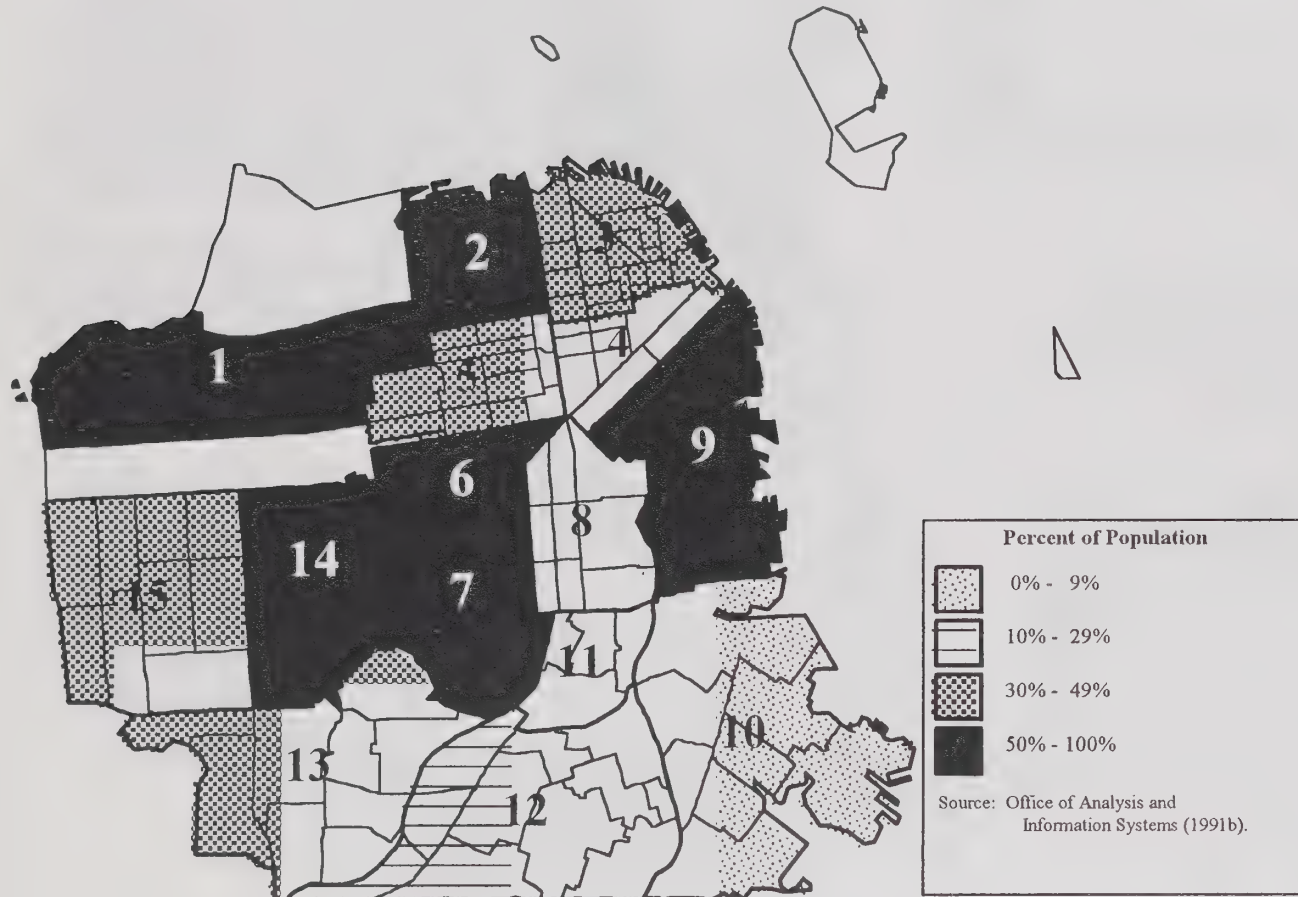 2
3
4
1
9
6
8
14
7
15
11
10
13
12
Percent of Population
0% - 9%
10% - 29%
30% - 49%
50% - 100%
Source: Office of Analysis and
Information Systems (1991b).